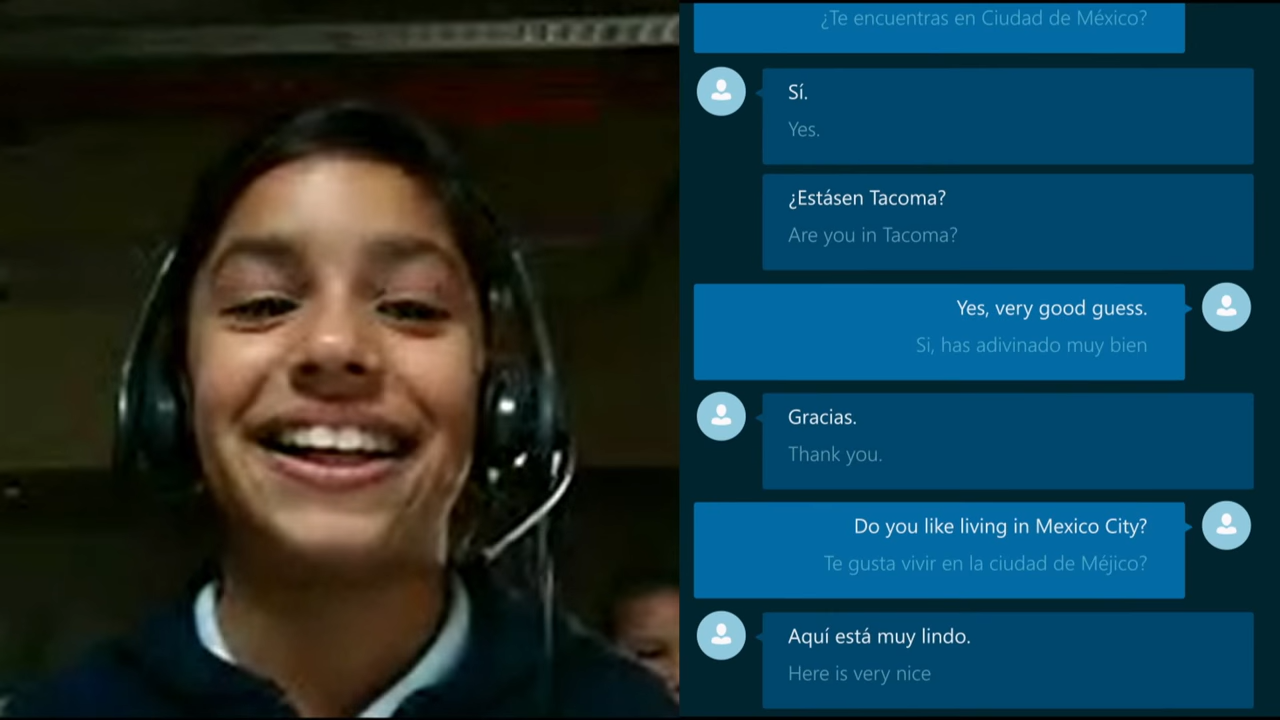 ¿Te encuentras en Ciudad de México?
Sí.
Yes.
¿Estásen Tacoma?
Are you in Tacoma?
Yes, very good guess.
Si, has adivinado muy bien
Gracias.
Thank you.
Do you like living in Mexico City?
Te gusta vivir en la ciudad de Méjico?
Aquí está muy lindo.
Here is very nice